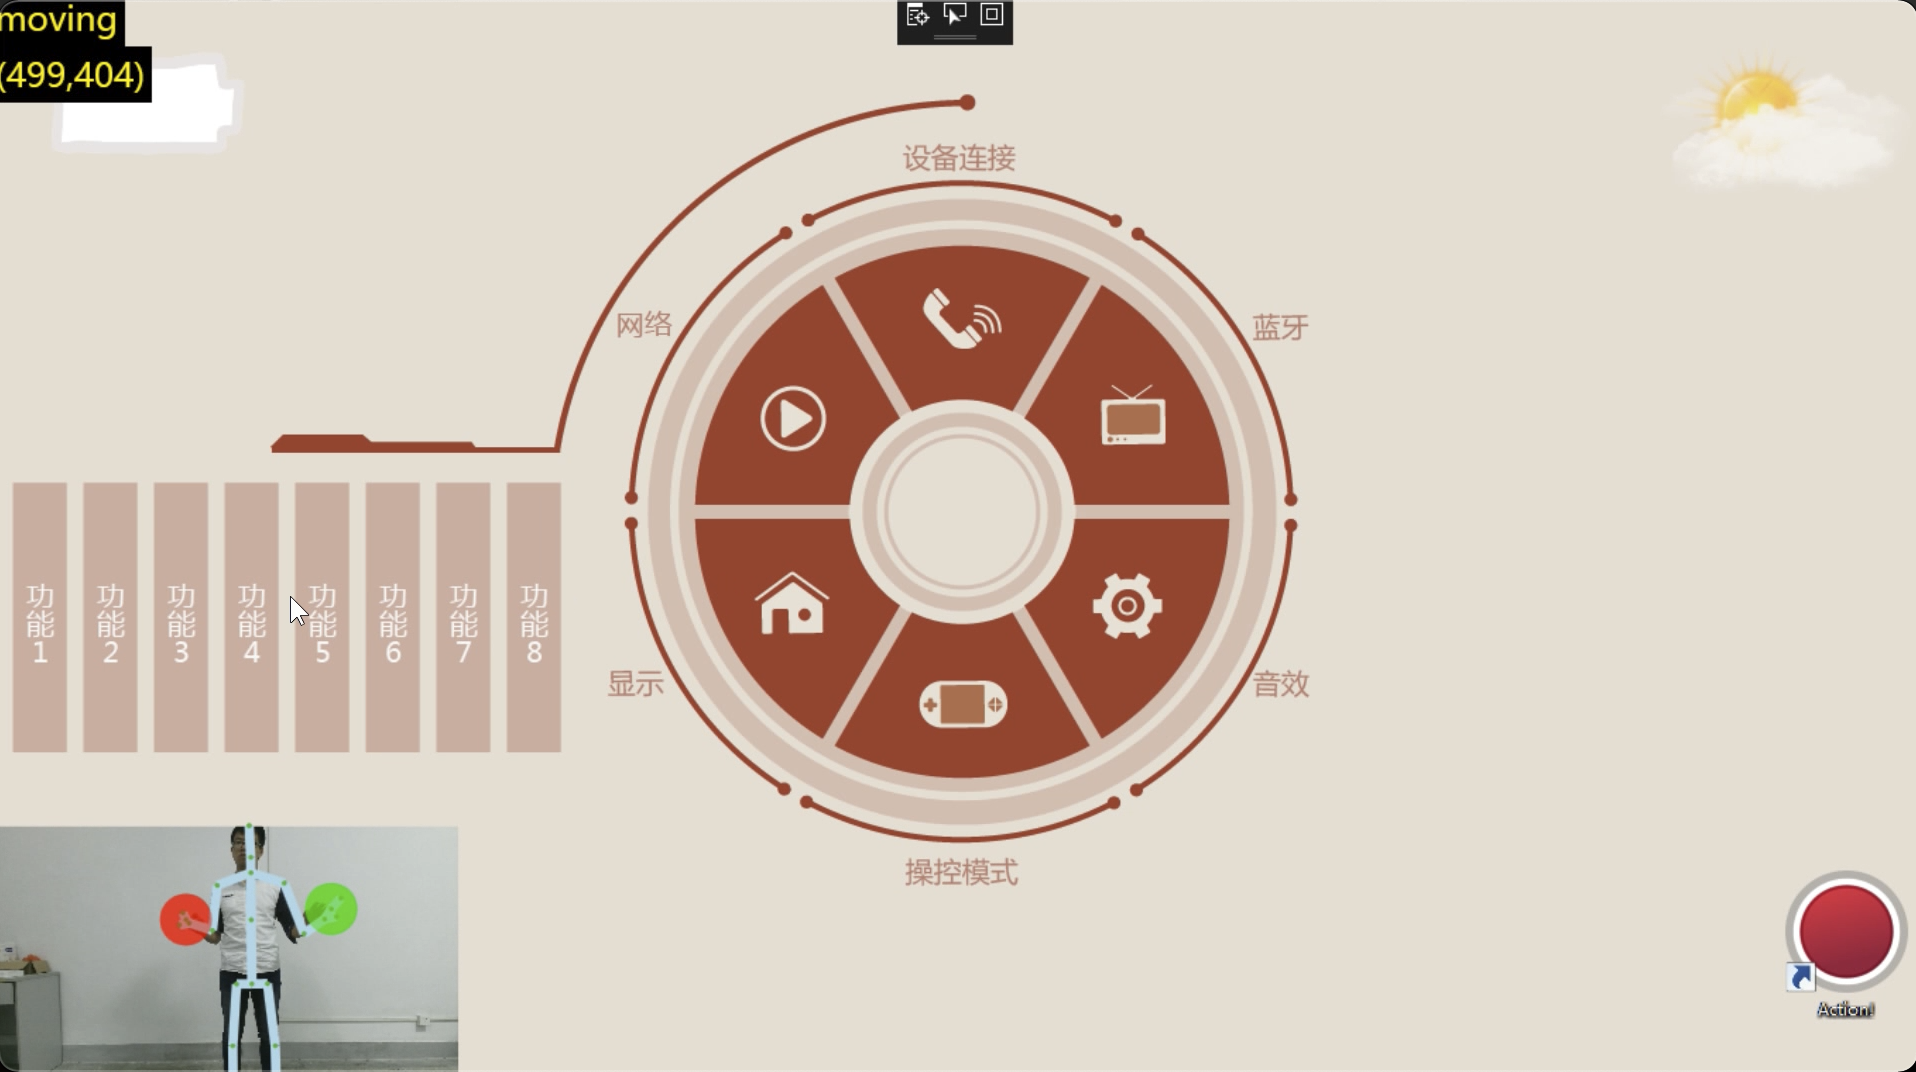 moving
(499,404)
设备连接
网络
蓝牙
功能1
功能2
功能3
功能4
功能5
功能6
功能7
功能8
显示
音效
操控模式
Action!